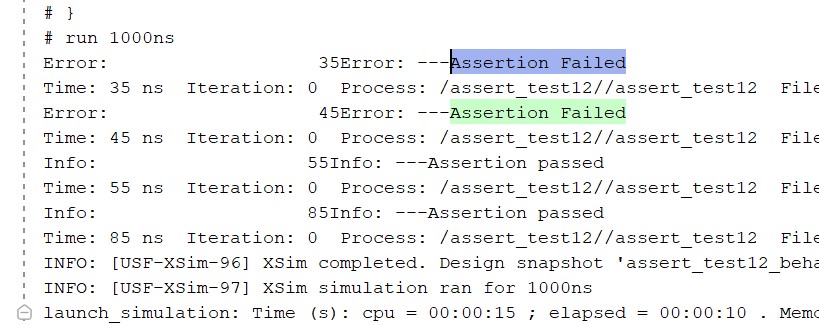 # }
# run 1000ns
Error:                   35Error: ---Assertion Failed
Time: 35 ns  Iteration: 0  Process: /assert_test12//assert_test12  File
Error:                   45Error: ---Assertion Failed
Time: 45 ns  Iteration: 0  Process: /assert_test12//assert_test12  File
Info:                   55Info: ---Assertion passed
Time: 55 ns  Iteration: 0  Process: /assert_test12//assert_test12  File
Info:                   85Info: ---Assertion passed
Time: 85 ns  Iteration: 0  Process: /assert_test12//assert_test12  File
INFO: [USF-XSim-96] XSim completed. Design snapshot 'assert_test12_beha
INFO: [USF-XSim-97] XSim simulation ran for 1000ns
launch_simulation: Time (s): cpu = 00:00:15 ; elapsed = 00:00:10 . Memo